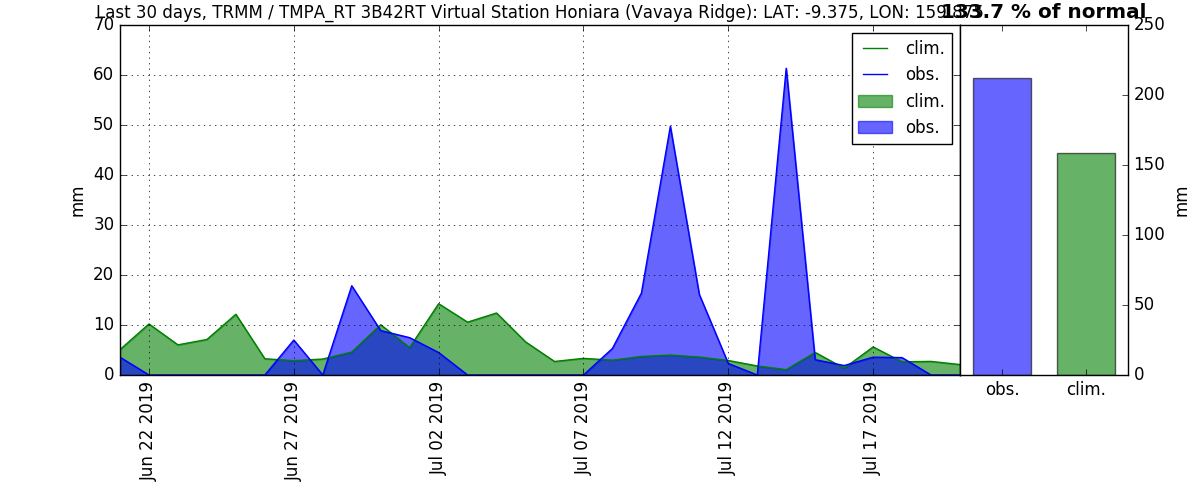 Last 30 days, TRMM / TMPA_RT 3B42RT Virtual Station Honiara (Vavaya Ridge): LAT: -9.375, LON:
133.7 % of normal
70
60
50
40
30
20
10
0
mm
clim.
obs.
clim.
obs.
Jun 22 2019
Jun 27 2019
Jul 02 2019
Jul 07 2019
Jul 12 2019
Jul 17 2019
250
200
150
100
50
0
mm
obs.
clim.